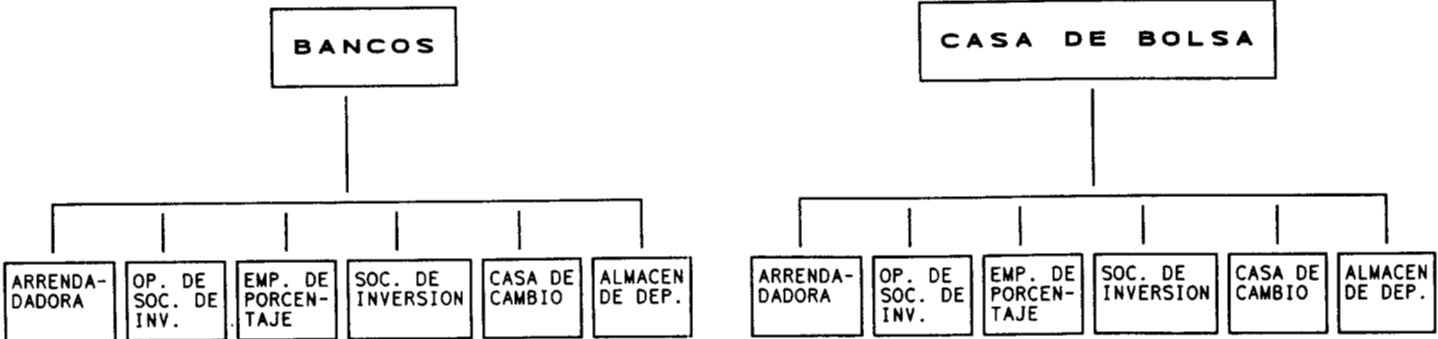 BANCOS
CASA DE BOLSA
ARRENDA-
DADORA
OP. DE
SOC. DE
INV.
EMP. DE
PORCEN-
TAJE
SOC. DE
INVERSION
CASA DE
CAMBIO
ALMACEN
DE DEP.
ARRENDA-
DADORA
OP. DE
SOC. DE
INV.
EMP. DE
PORCEN-
TAJE
SOC. DE
INVERSION
CASA DE
CAMBIO
ALMACEN
DE DEP.